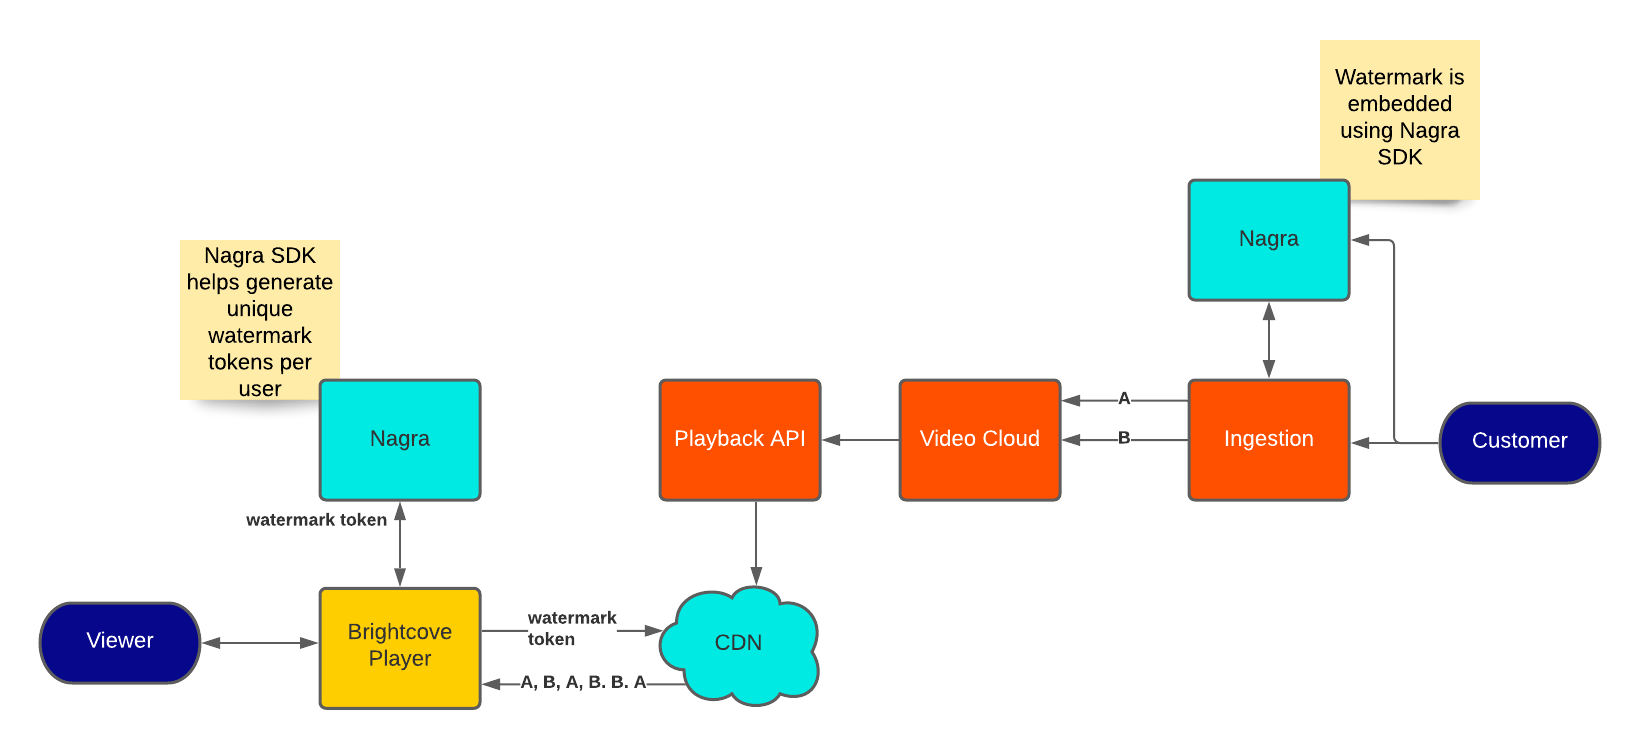 Watermark is
embedded
using Nagra
SDK
Nagra
Nagra SDK
helps generate
unique
watermark
tokens per
user
Nagra
Playback API
Video Cloud
A
B
Ingestion
Customer
watermark token
Viewer
Brightcove
Player
watermark
token
CDN
A, B, A, B. B. A